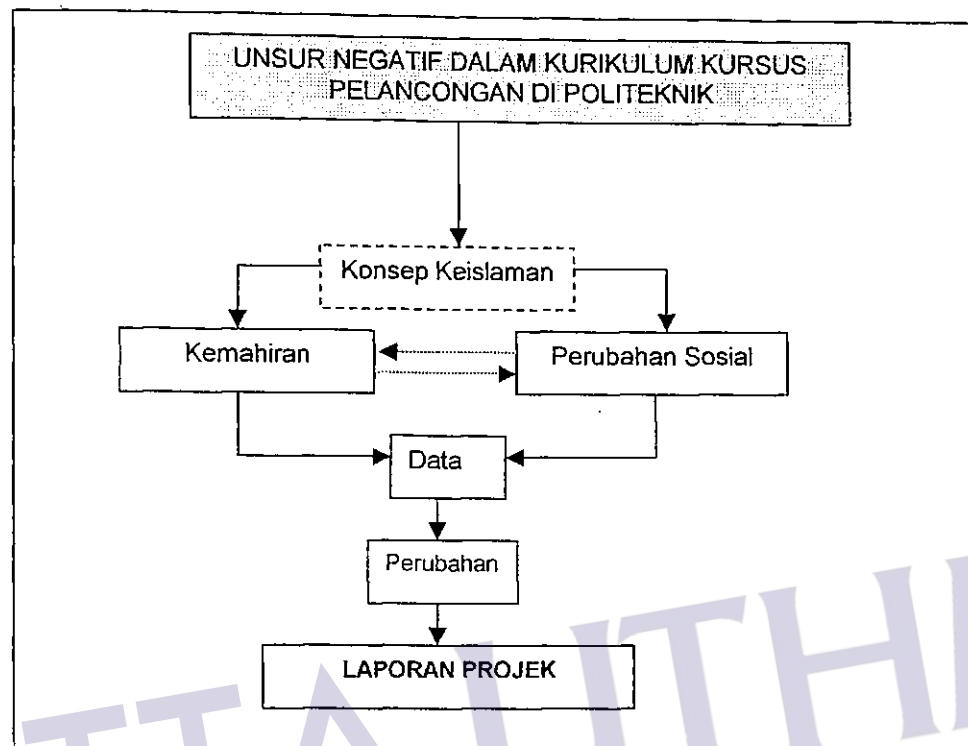 UNSUR NEGATIF DALAM KURIKULUM KURSUS
PELANCONGAN DI POLITEKNIK
Konsep Keislaman
Kemahiran
Perubahan Sosial
Data
Perubahan
LAPORAN PROJEK